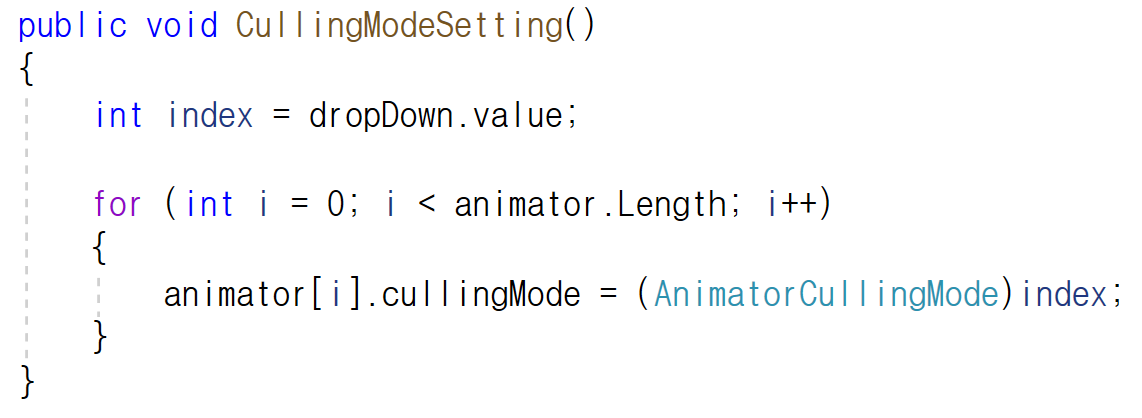 public void CullingModeSetting()
{
int index = dropDown.value;
for (int i = 0; i < animator.Length; i++)
{
animator[i].cullingMode = (AnimatorCullingMode)index;
}
}